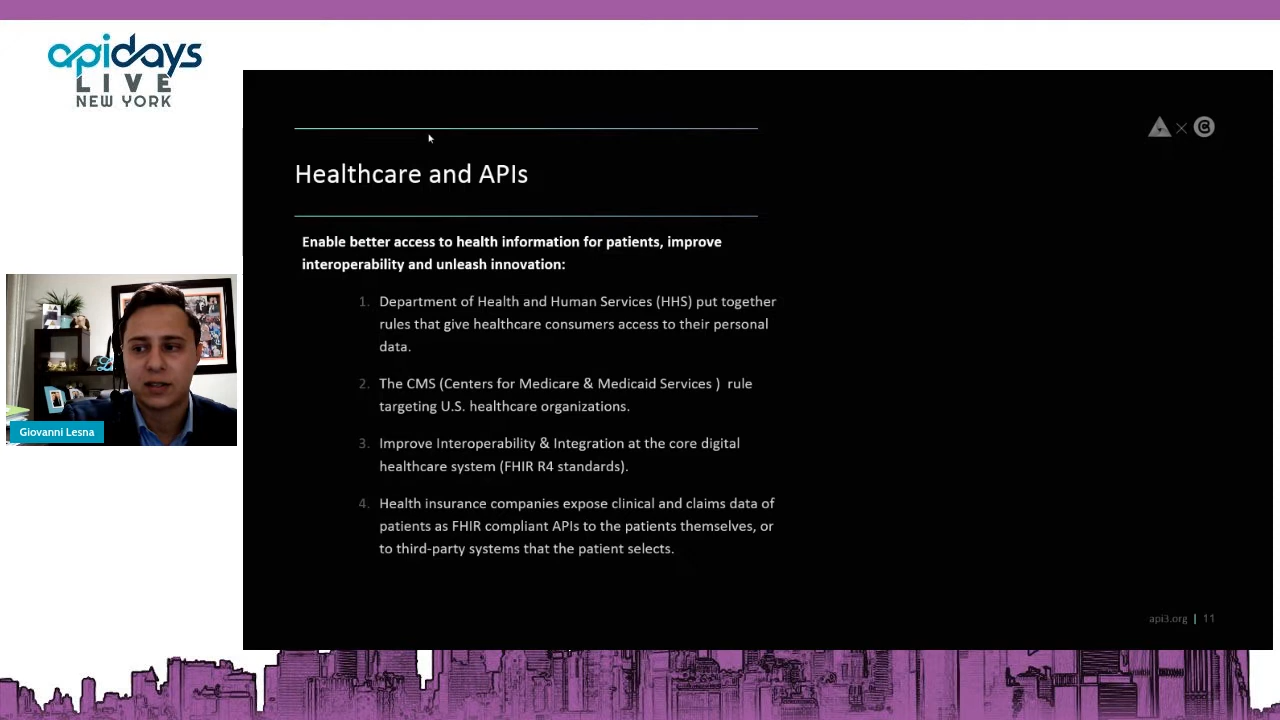 apidays
LIVE
NEW YORK
Healthcare and APIs
Enable better access to health information for patients, improve
interoperability and unleash innovation:
1. Department of Health and Human Services (HHS) put together
rules that give healthcare consumers access to their personal
data.
2. The CMS (Centers for Medicare & Medicaid Services ) rule
targeting U.S. healthcare organizations.
3. Improve Interoperability & Integration at the core digital
healthcare system (FHIR R4 standards).
4. Health insurance companies expose clinical and claims data of
patients as FHIR compliant APIs to the patients themselves, or
to third-party systems that the patient selects.
Giovanni Lesna
api3.org | 11